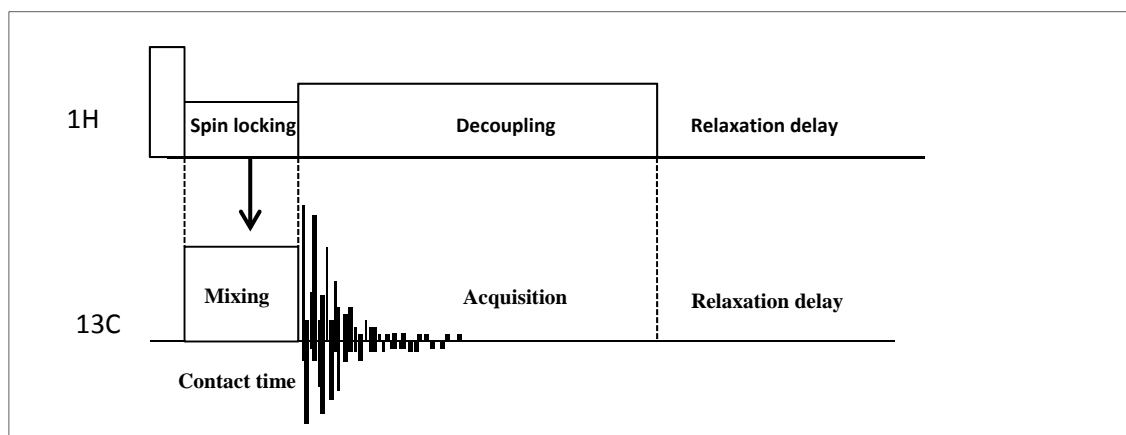 1H
Spin locking
Decoupling
Relaxation delay
Mixing
Acquisition
Relaxation delay
13C
Contact time